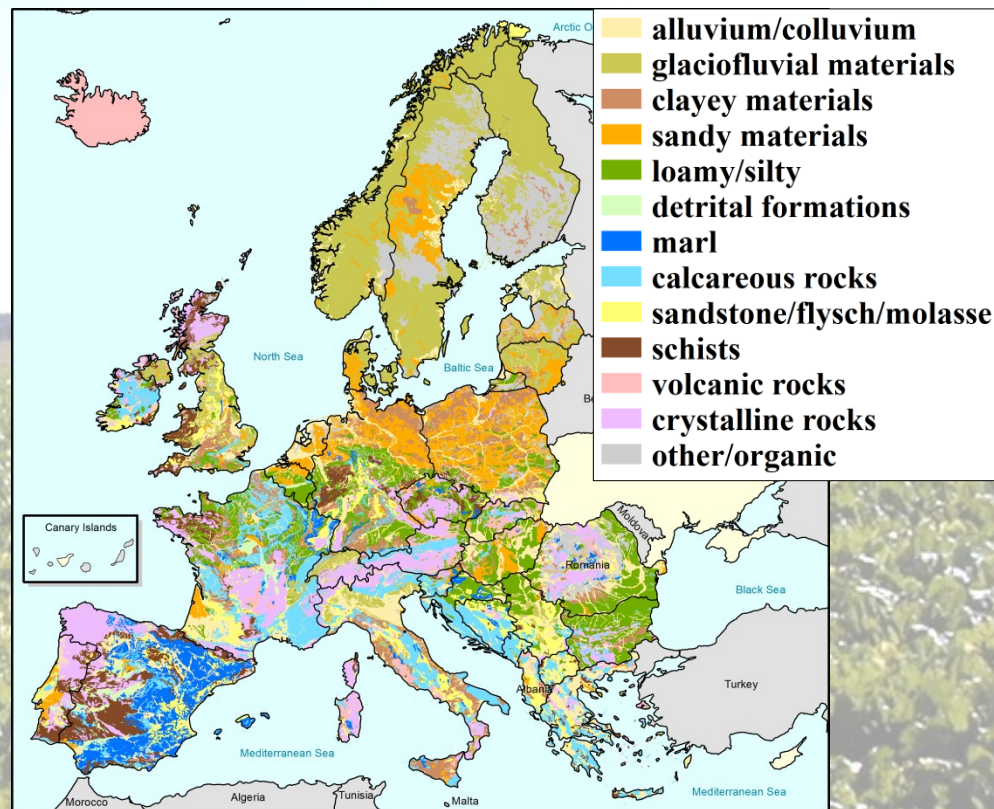 Arctic O
alluvium/colluvium
glaciofluvial materials
clayey materials
sandy materials
loamy/silty
detrital formations
marl
calcareous rocks
sandstone/flysch/molasse
schists
volcanic rocks
crystalline rocks
other/organic
North Sea
Baltic Sea
Be
Canary Islands
Moldova
Romania
Black Sea
Albania
Turkey
Mediterranean Sea
Mediterranean Sea
Morocco
Algeria
Tunisia
Malta